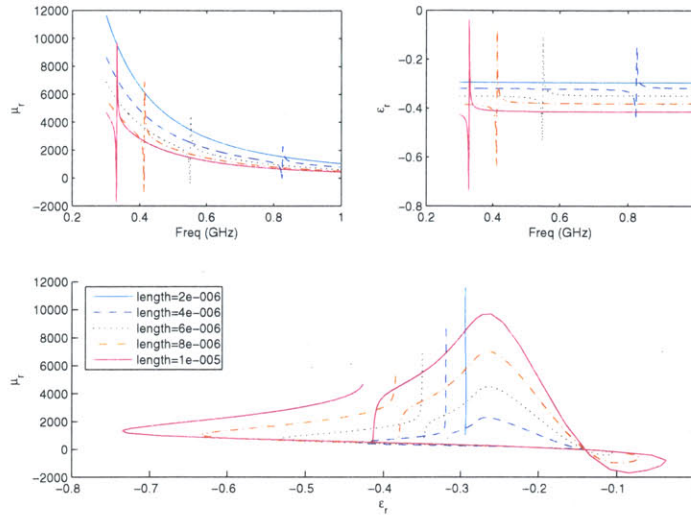 12000
10000
8000
6000
4000
2000
0
−2000
μr
0.2 0.4 0.6 0.8 1
Freq (GHz)
0
−0.2
−0.4
−0.6
−0.8
εr
0.2 0.4 0.6 0.8
Freq (GHz)
12000
10000
8000
6000
4000
2000
0
−2000
μr
length=2e−006
length=4e−006
length=6e−006
length=8e−006
length=1e−005
−0.8 −0.7 −0.6 −0.5 −0.4 −0.3 −0.2 −0.1 0
εr